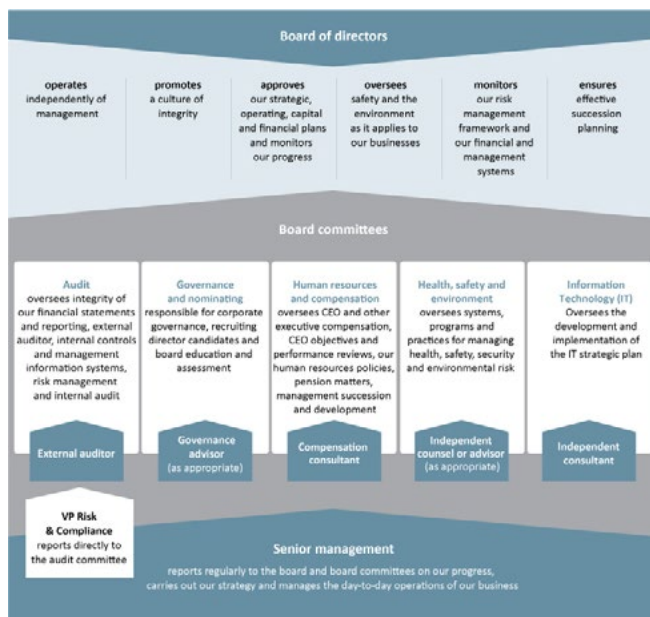 Board of directors
operates
independently of
management
promotes
a culture of
integrity
approves
our strategic,
operating, capital
and financial plans
and monitors
our progress
oversees
safety and the
environment
as it applies to
our businesses
monitors
our risk
management
framework and
our financial and
management
systems
ensures
effective
succession
planning
Board committees
Audit
oversees integrity of
our financial statements
and reporting, external
auditor, internal controls
and management
information systems,
risk management
and internal audit
External auditor
Governance
and nominating
responsible for corporate
governance, recruiting
director candidates and
board education and
assessment
Governance
advisor
(as appropriate)
Human resources
and compensation
oversees CEO and other
executive compensation,
CEO objectives and
performance reviews, our
human resources policies,
pension matters,
management succession
and development
Compensation
consultant
Health, safety and
environment
oversees systems,
programs and
practices for managing
health, safety, security
and environmental risk
Independent
counsel or advisor
(as appropriate)
Information
Technology (IT)
Oversees the
development and
implementation of
the IT strategic plan
Independent
consultant
VP Risk
& Compliance
reports directly to
the audit committee
Senior management
reports regularly to the board and board committees on our progress,
carries out our strategy and manages the day-to-day operations of our business